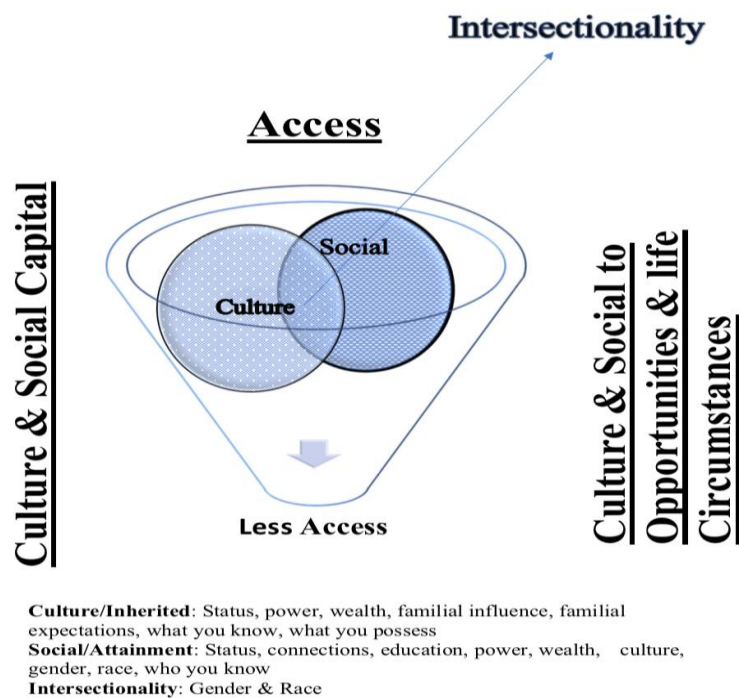 Intersectionality
Access
Culture & Social Capital
Social
Culture
Culture & Social to
Opportunities & life
Circumstances
Less Access
Culture/Inherited: Status, power, wealth, familial influence, familial
expectations, what you know, what you possess
Social/Attainment: Status, connections, education, power, wealth, culture,
gender, race, who you know
Intersectionality: Gender & Race